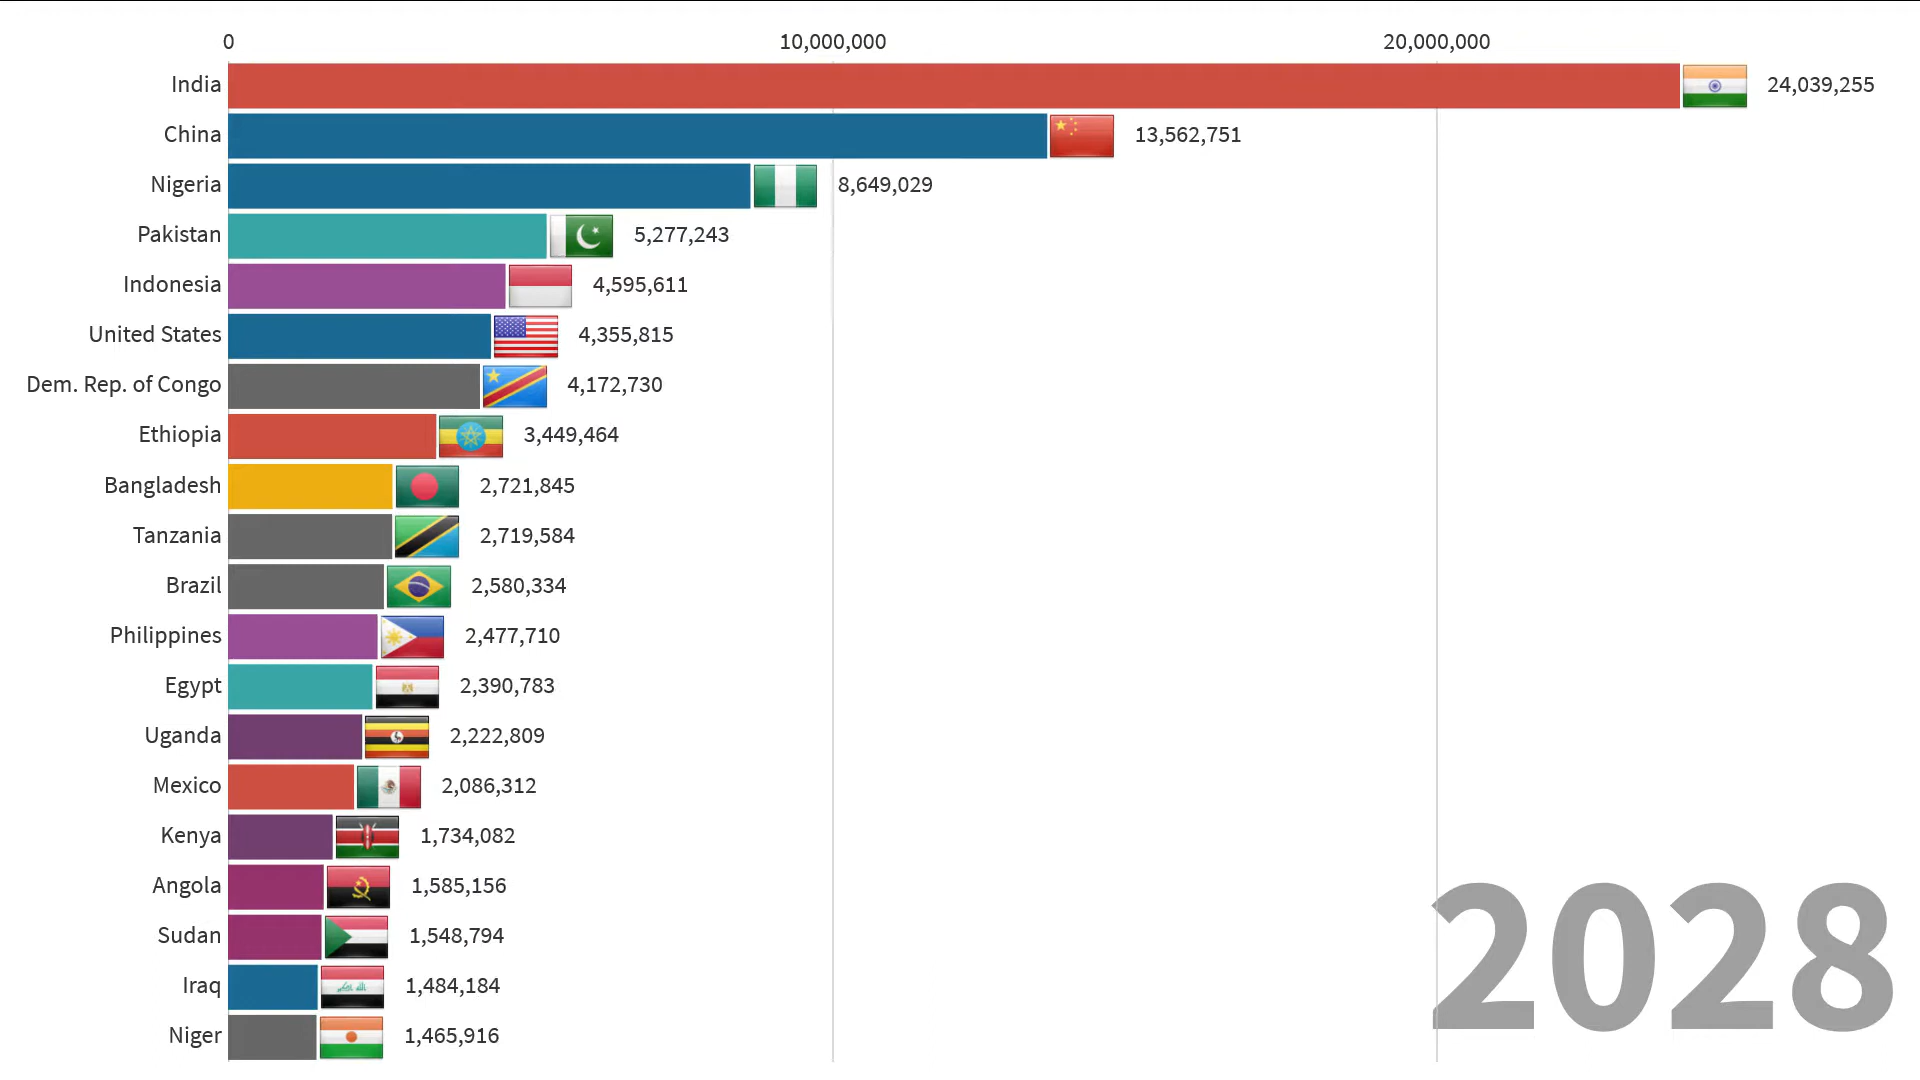 0 10,000,000 20,000,000
India 24,039,255
China 13,562,751
Nigeria 8,649,029
Pakistan 5,277,243
Indonesia 4,595,611
United States 4,355,815
Dem. Rep. of Congo 4,172,730
Ethiopia 3,449,464
Bangladesh 2,721,845
Tanzania 2,719,584
Brazil 2,580,334
Philippines 2,477,710
Egypt 2,390,783
Uganda 2,222,809
Mexico 2,086,312
Kenya 1,734,082
Angola 1,585,156
Sudan 1,548,794
Iraq 1,484,184
Niger 1,465,916
2028